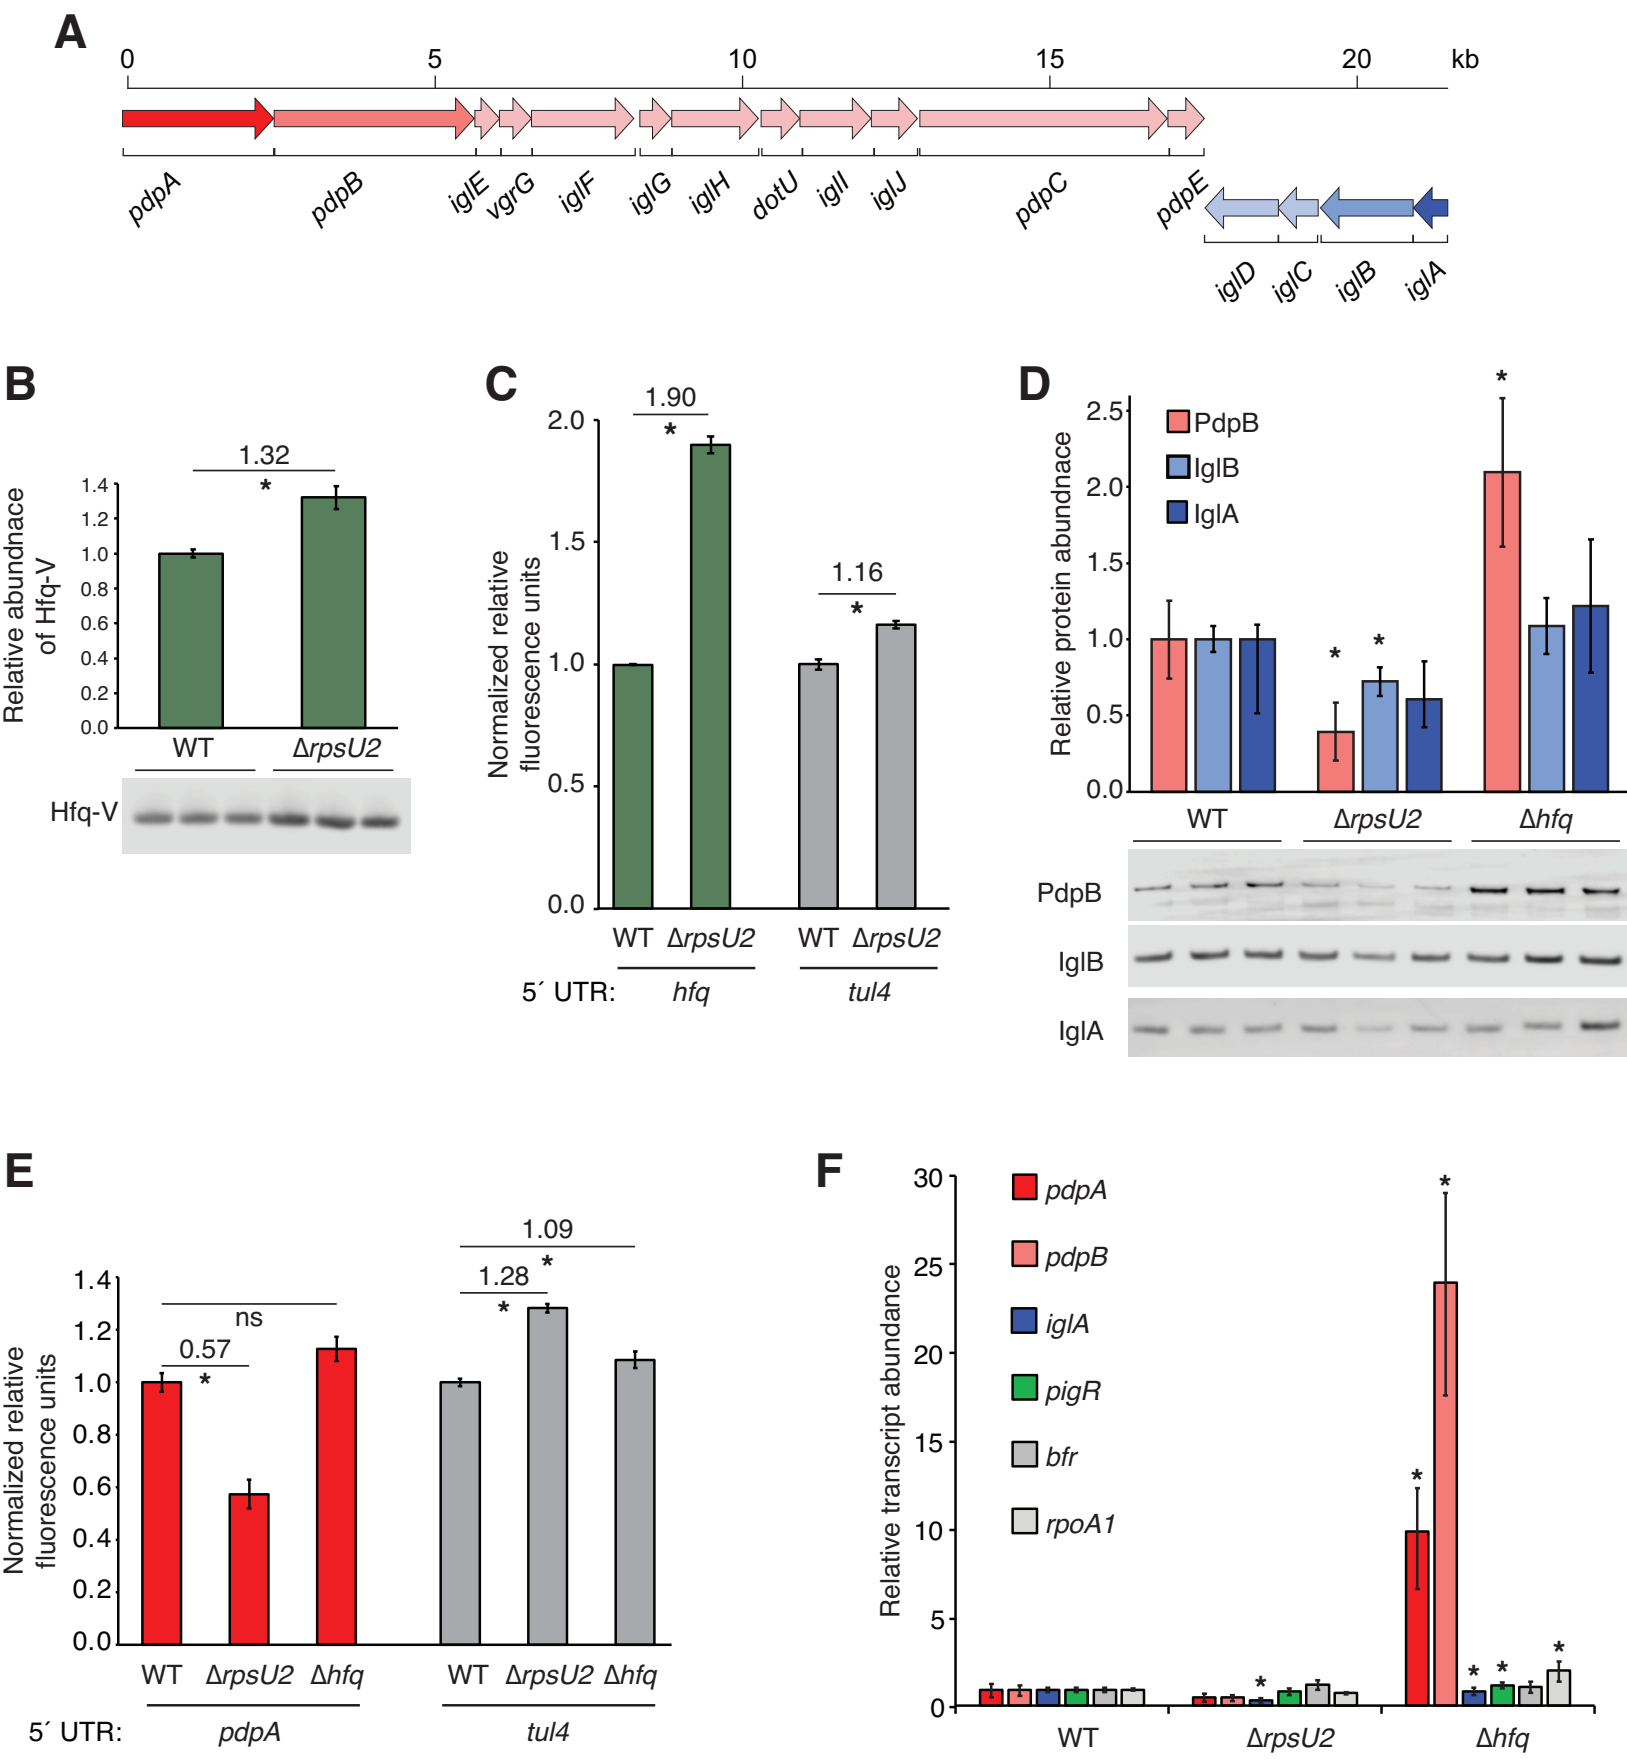 A
0 5 10 15 20 kb
pdpA pdpB iglE vgrG iglF iglG iglH dotU iglI iglJ pdpC pdpE
iglD iglC iglB iglA
B
Relative abundnace
of Hfq-V
1.4
1.2
1.0
0.8
0.6
0.4
0.2
0.0
1.32
*
WT ΔrpsU2
Hfq-V
C
Normalized relative
fluorescence units
2.0
1.5
1.0
0.5
0.0
1.90
*
1.16
*
WT ΔrpsU2 WT ΔrpsU2
5´ UTR: hfq tul4
D
Relative protein abundnace
2.5
2.0
1.5
1.0
0.5
0.0
PdpB
IglB
IglA
* * *
WT ΔrpsU2 Δhfq
PdpB
IglB
IglA
E
Normalized relative
fluorescence units
1.4
1.2
1.0
0.8
0.6
0.4
0.2
0.0
ns
0.57
*
1.09
*
1.28
*
WT ΔrpsU2 Δhfq WT ΔrpsU2 Δhfq
5´ UTR: pdpA tul4
F
Relative transcript abundance
30
25
20
15
10
5
0
pdpA
pdpB
iglA
pigR
bfr
rpoA1
* * * * * *
WT ΔrpsU2 Δhfq